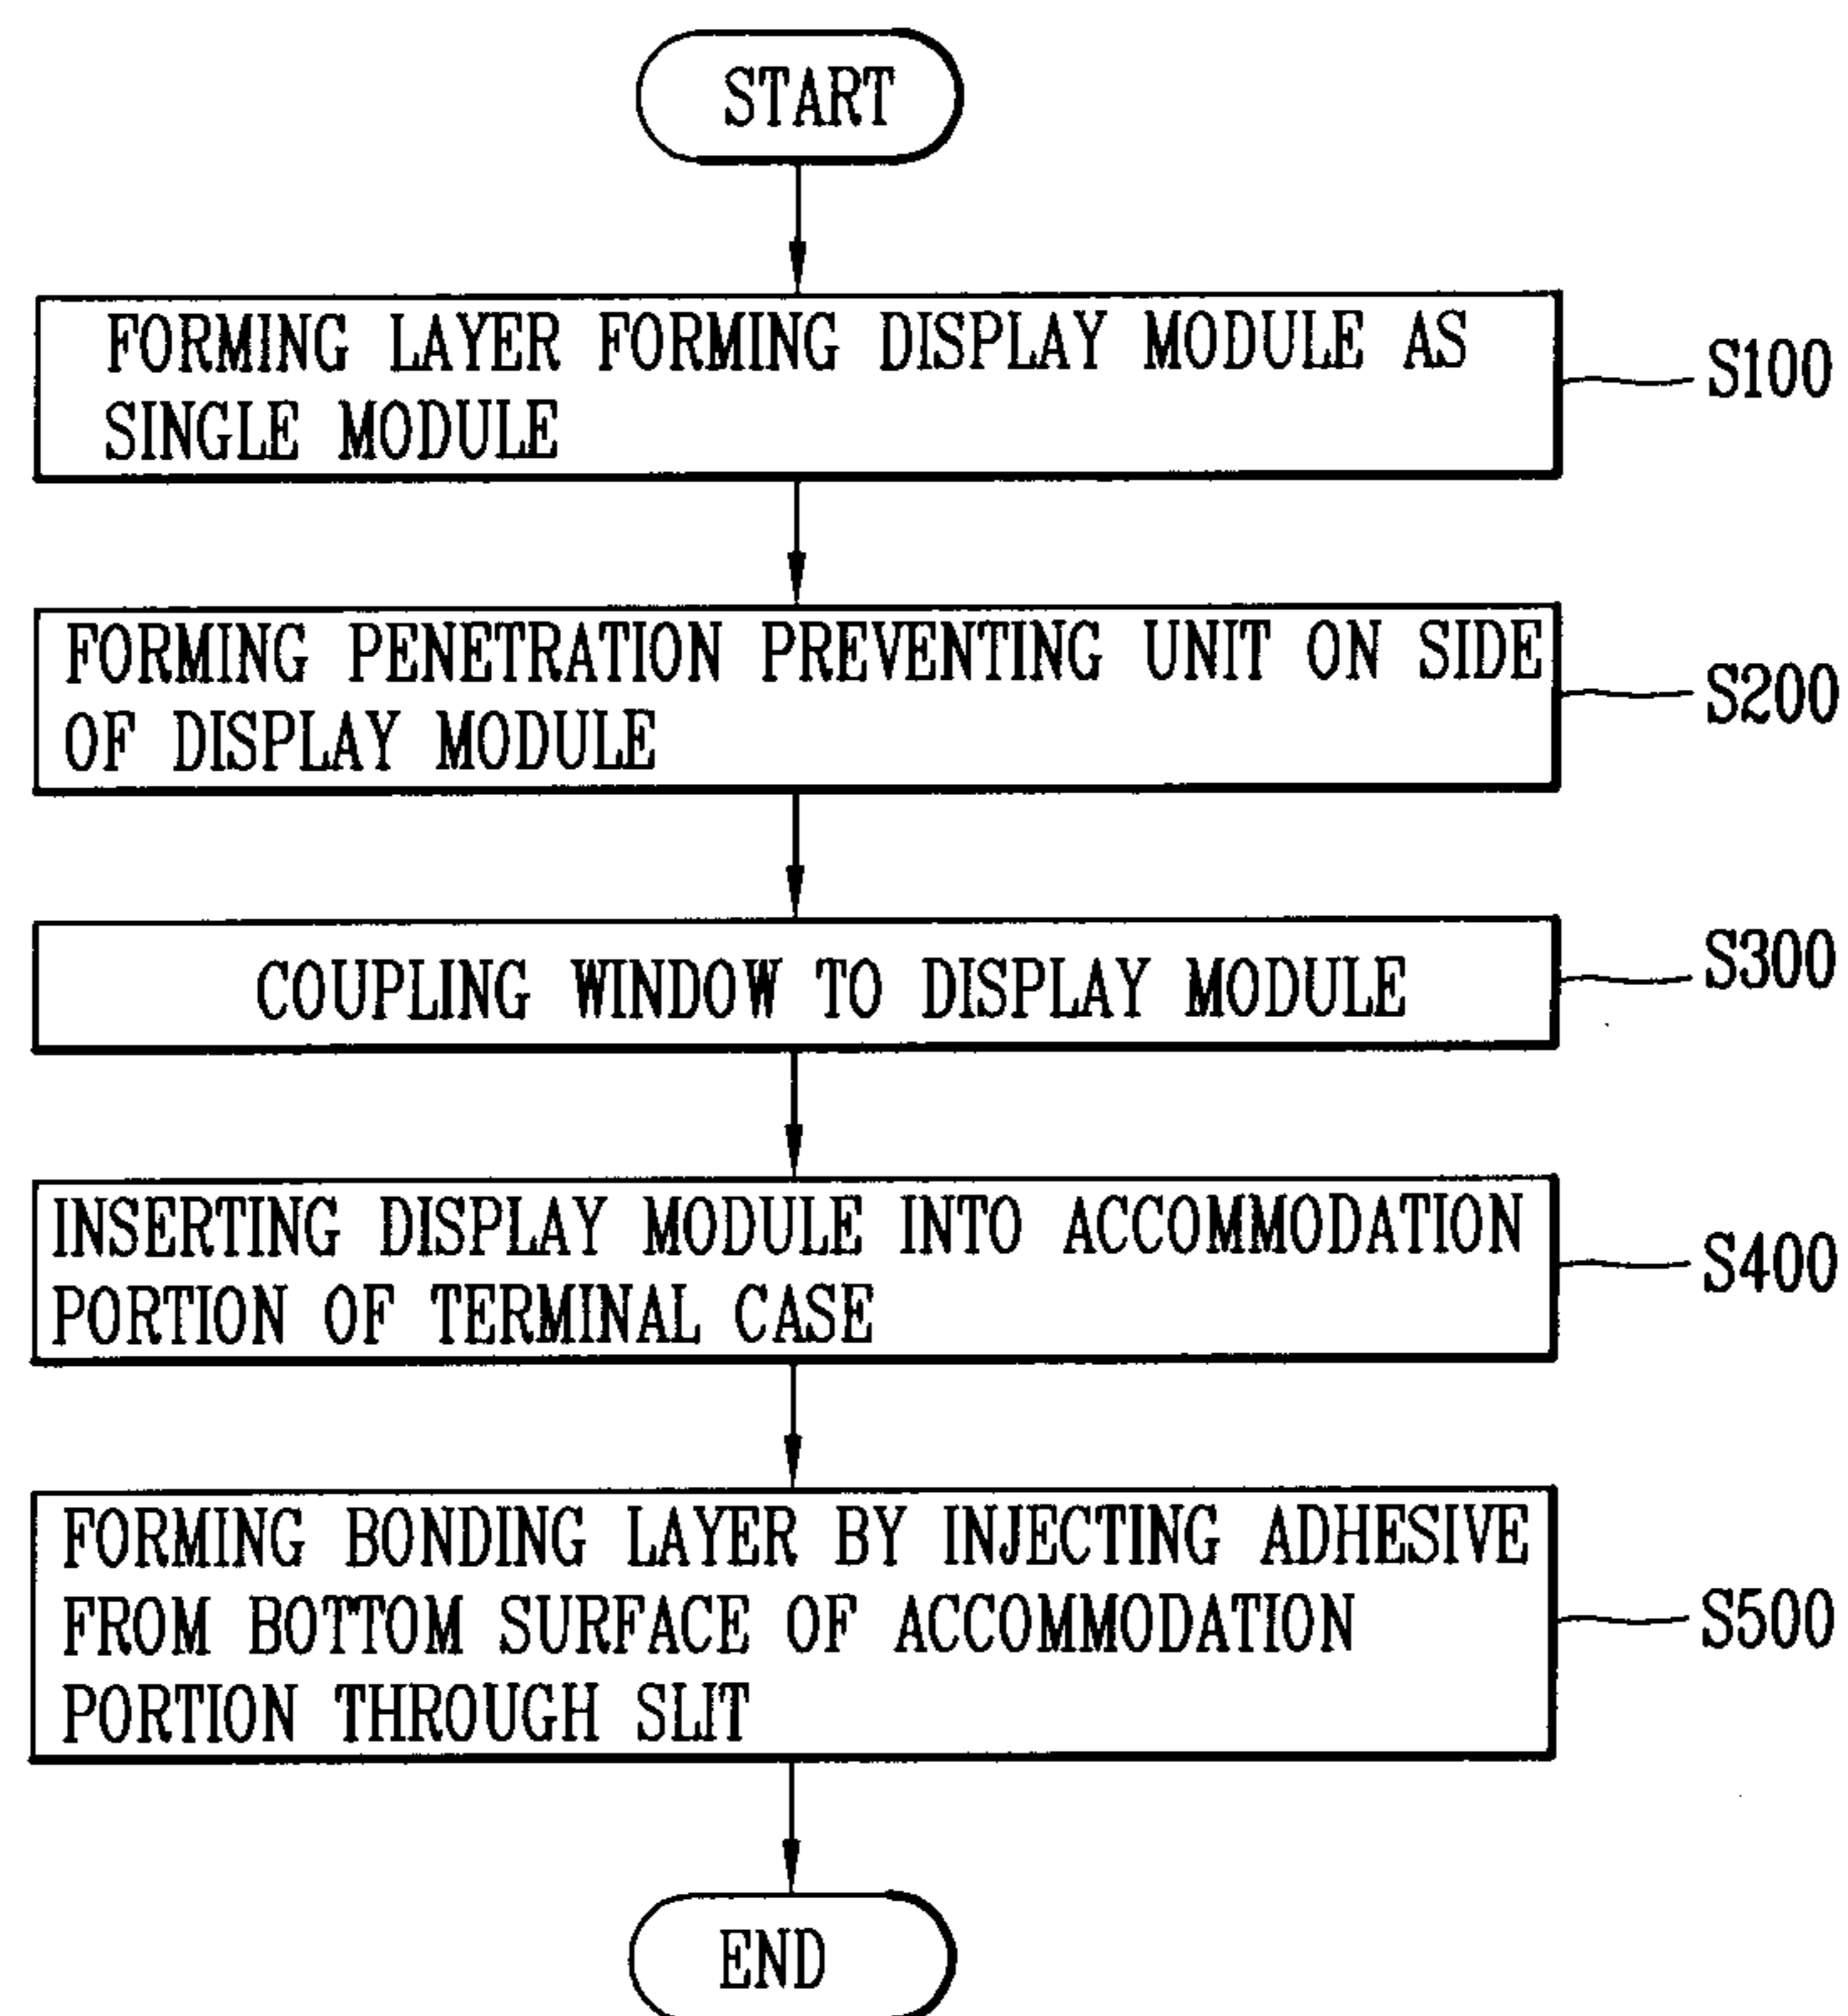 START
FORMING LAYER FORMING DISPLAY MODULE AS
SINGLE MODULE
S100
FORMING PENETRATION PREVENTING UNIT ON SIDE
OF DISPLAY MODULE
S200
COUPLING WINDOW TO DISPLAY MODULE
S300
INSERTING DISPLAY MODULE INTO ACCOMMODATION
PORTION OF TERMINAL CASE
S400
FORMING BONDING LAYER BY INJECTING ADHESIVE
FROM BOTTOM SURFACE OF ACCOMMODATION
PORTION THROUGH SLIT
S500
END